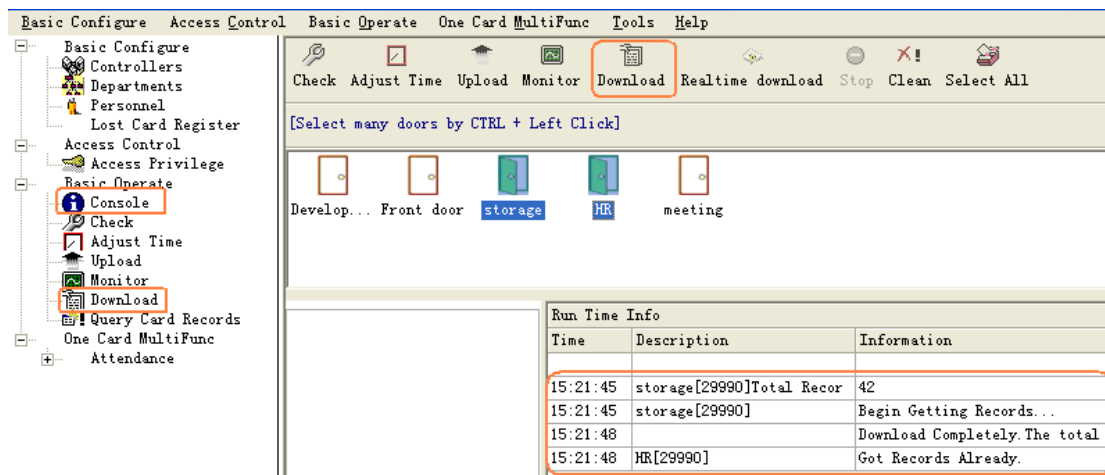 Basic Configure Access Control Basic Operate One Card MultiFunc Tools Help
Basic Configure
Controllers
Departments
Personnel
Lost Card Register
Access Control
Access Privilege
Basic Operate
Console
Check
Adjust Time
Upload
Monitor
Download
Query Card Records
One Card MultiFunc
Attendance
Check Adjust Time Upload Monitor Download Realtime download Stop Clean Select All
[Select many doors by CTRL + Left Click]
Develop... Front door storage HR meeting
Run Time Info
Time Description Information
15:21:45 storage[29990]Total Recor 42
15:21:45 storage[29990] Begin Getting Records...
15:21:48 Download Completely.The total
15:21:48 HR[29990] Got Records Already.